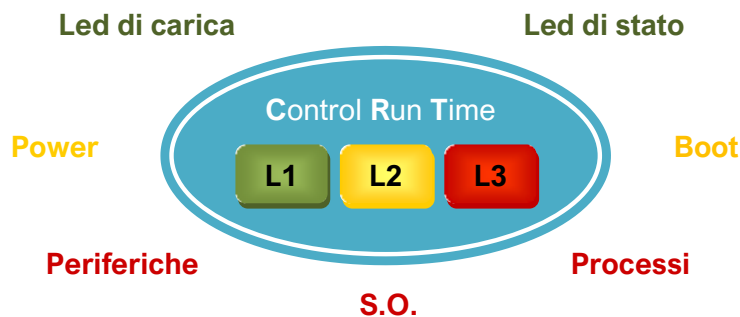 Led di carica
Led di stato
Control Run Time
Power
Boot
L1 L2 L3
Periferiche
Processi
S.O.